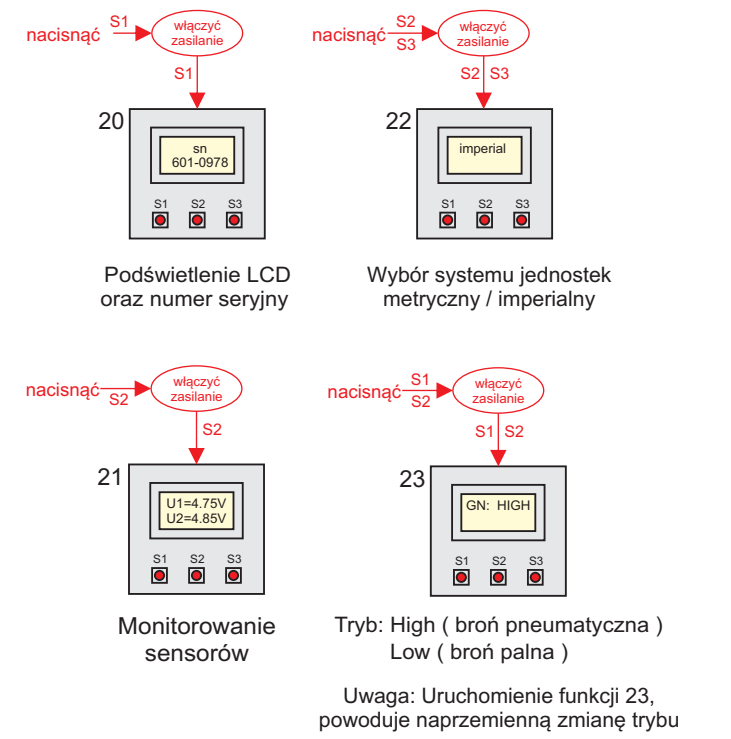 nacisnąć S1 włączyć
zasilanie
S1
20
sn
601-0978
S1 S2 S3
Podświetlenie LCD
oraz numer seryjny
nacisnąć S2 S3 włączyć
zasilanie
S2 S3
22
imperial
S1 S2 S3
Wybór systemu jednostek
metryczny / imperialny
nacisnąć S2 włączyć
zasilanie
S2
21
U1=4.75V
U2=4.85V
S1 S2 S3
Monitorowanie
sensorów
nacisnąć S1 S2 włączyć
zasilanie
S1 S2
23
GN: HIGH
S1 S2 S3
Tryb: High ( broń pneumatyczna )
Low ( broń palna )
Uwaga: Uruchomienie funkcji 23,
powoduje naprzemienną zmianę trybu